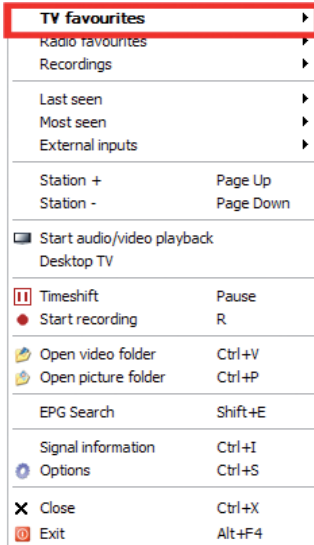 TV favourites
Radio favourites
Recordings
Last seen
Most seen
External inputs
Station + Page Up
Station - Page Down
Start audio/video playback
Desktop TV
Timeshift Pause
Start recording R
Open video folder Ctrl+V
Open picture folder Ctrl+P
EPG Search Shift+E
Signal information Ctrl+I
Options Ctrl+S
Close Ctrl+X
Exit Alt+F4